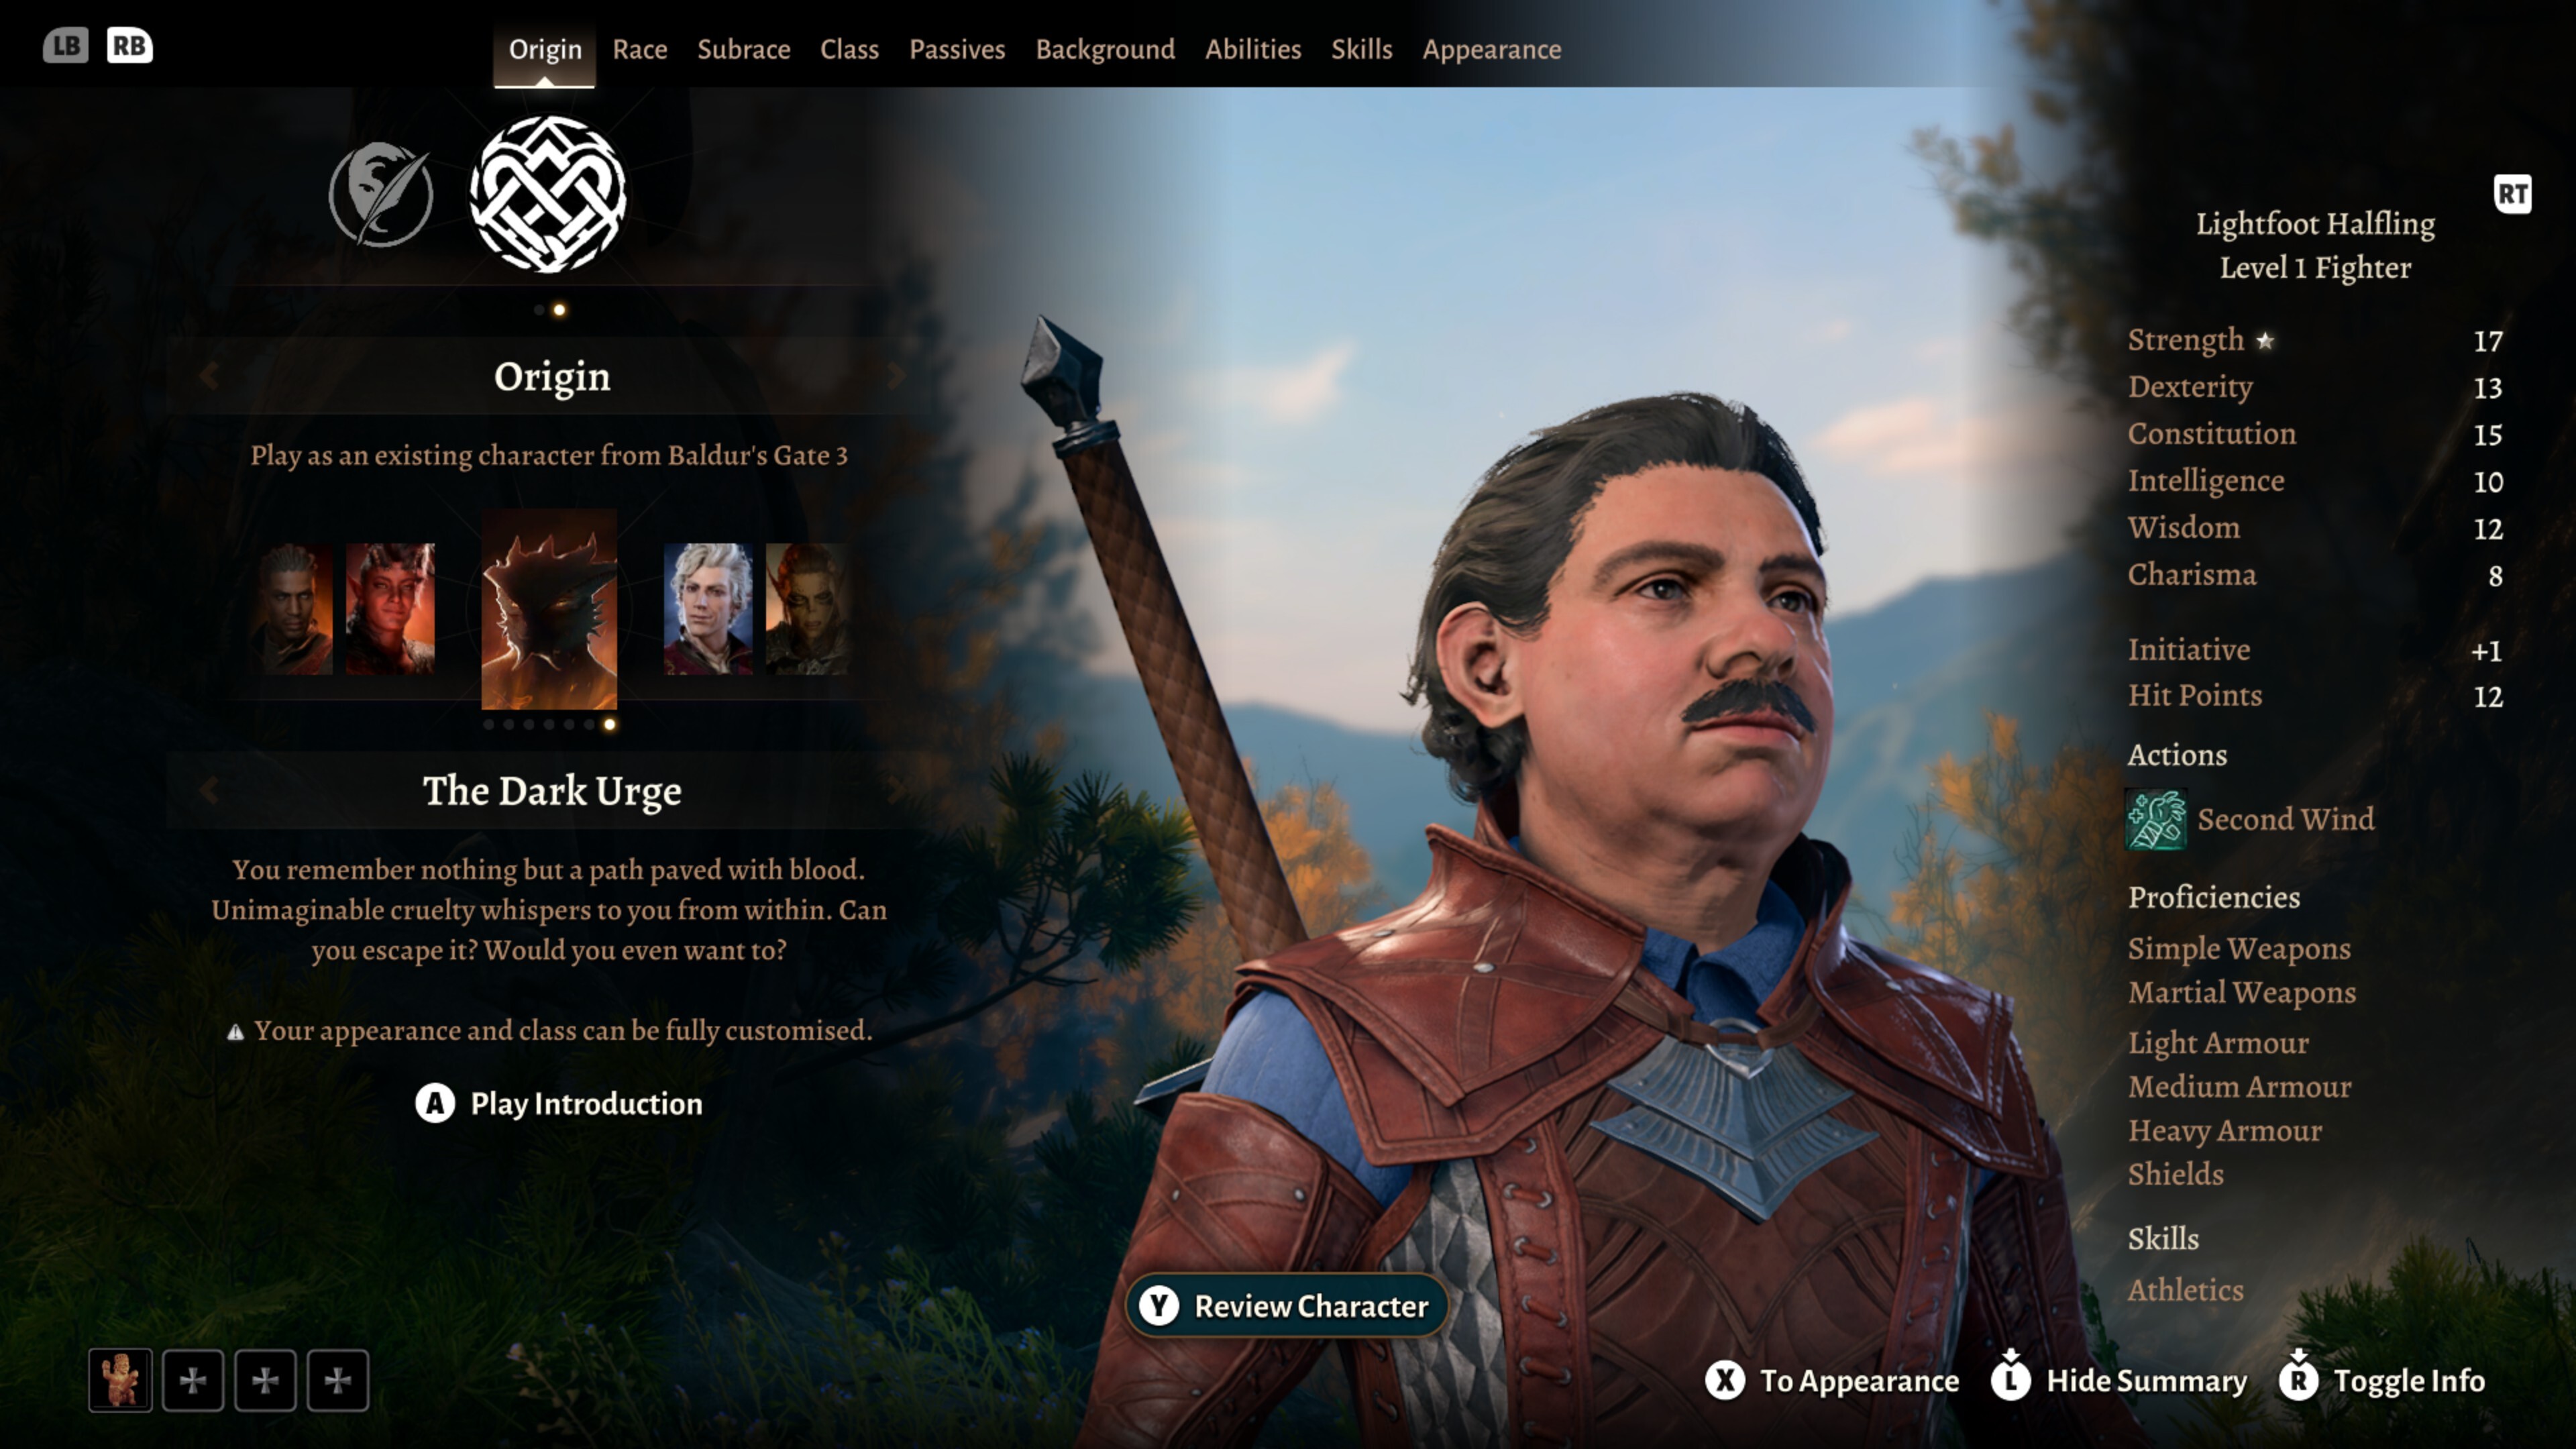 LB RB Origin Race Subrace Class Passives Background Abilities Skills Appearance
Origin
Play as an existing character from Baldur's Gate 3
The Dark Urge
You remember nothing but a path paved with blood.
Unimaginable cruelty whispers to you from within. Can
you escape it? Would you even want to?
Your appearance and class can be fully customised.
A Play Introduction
RT
Lightfoot Halfling
Level 1 Fighter
Strength 17
Dexterity 13
Constitution 15
Intelligence 10
Wisdom 12
Charisma 8
Initiative +1
Hit Points 12
Actions
Second Wind
Proficiencies
Simple Weapons
Martial Weapons
Light Armour
Medium Armour
Heavy Armour
Shields
Skills
Athletics
Y Review Character
X To Appearance L Hide Summary R Toggle Info